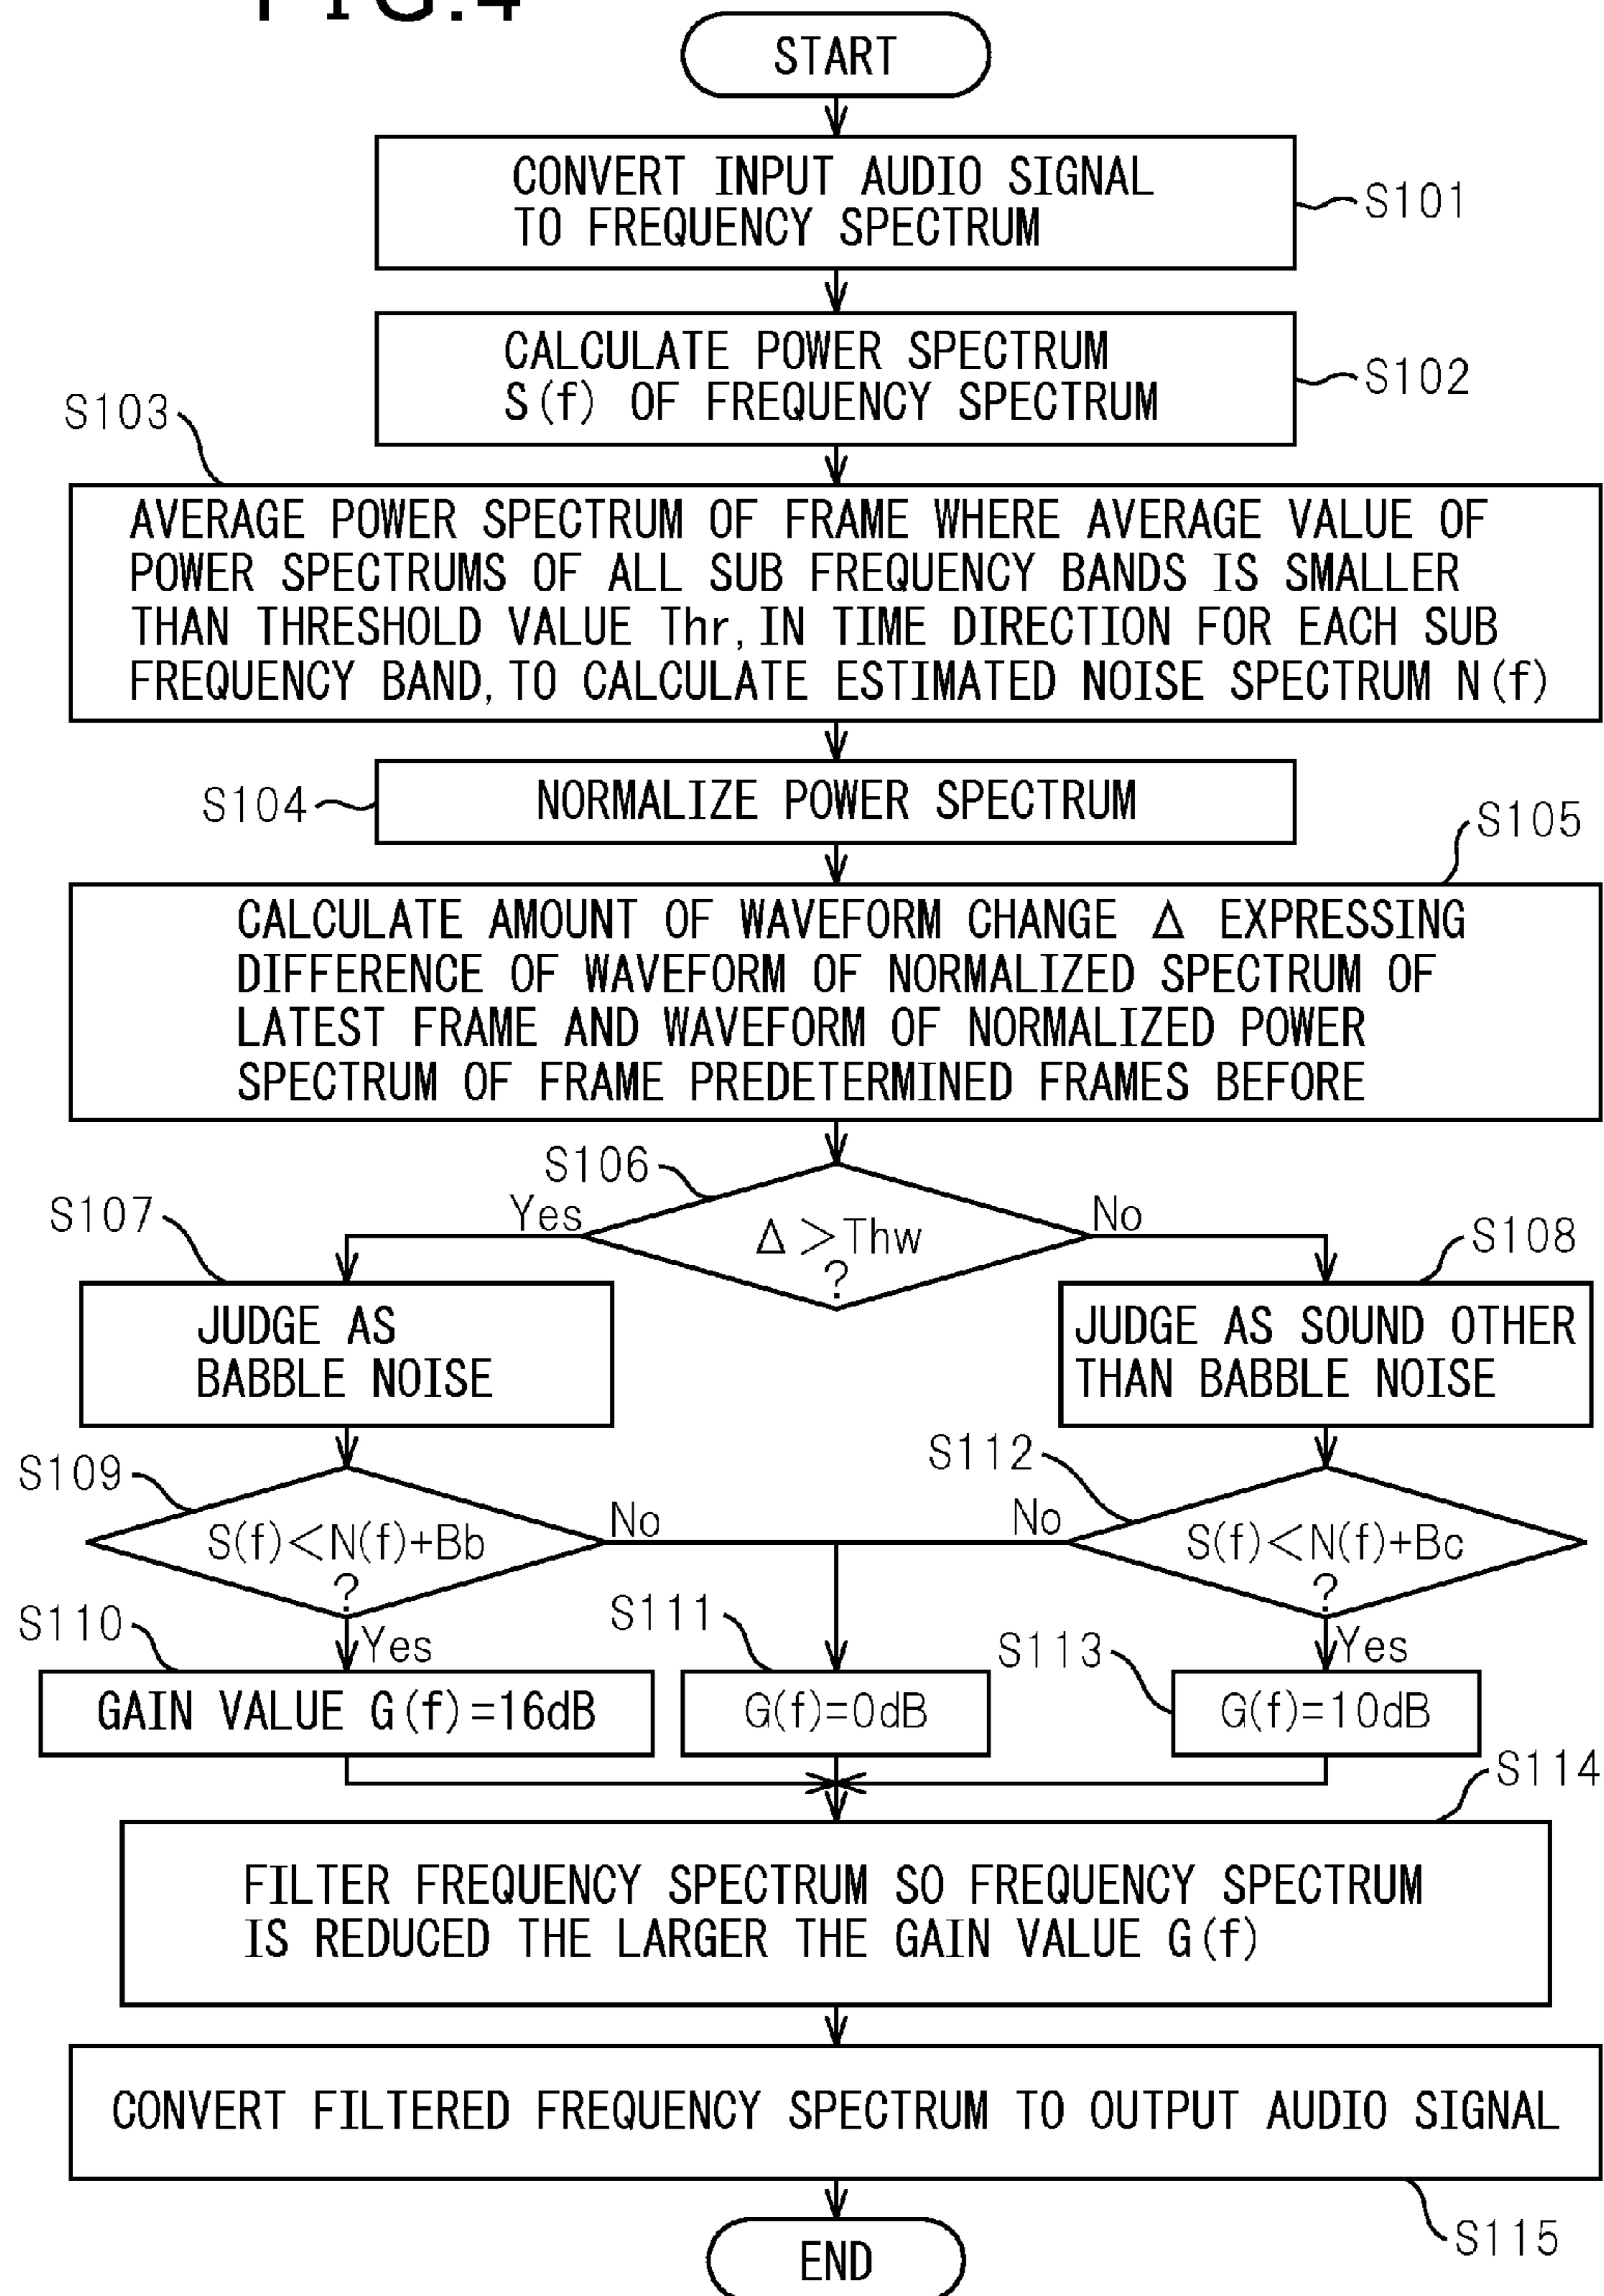 FIG.4
START
CONVERT INPUT AUDIO SIGNAL
TO FREQUENCY SPECTRUM
S101
CALCULATE POWER SPECTRUM
S(f) OF FREQUENCY SPECTRUM
S102
S103
AVERAGE POWER SPECTRUM OF FRAME WHERE AVERAGE VALUE OF
POWER SPECTRUMS OF ALL SUB FREQUENCY BANDS IS SMALLER
THAN THRESHOLD VALUE Thr, IN TIME DIRECTION FOR EACH SUB
FREQUENCY BAND, TO CALCULATE ESTIMATED NOISE SPECTRUM N(f)
S104
NORMALIZE POWER SPECTRUM
S105
CALCULATE AMOUNT OF WAVEFORM CHANGE Δ EXPRESSING
DIFFERENCE OF WAVEFORM OF NORMALIZED SPECTRUM OF
LATEST FRAME AND WAVEFORM OF NORMALIZED POWER
SPECTRUM OF FRAME PREDETERMINED FRAMES BEFORE
S106
Δ>Thw
?
Yes
No
S107
JUDGE AS
BABBLE NOISE
S108
JUDGE AS SOUND OTHER
THAN BABBLE NOISE
S109
S(f)<N(f)+Bb
?
No
Yes
S112
S(f)<N(f)+Bc
?
No
Yes
S110
GAIN VALUE G(f)=16dB
S111
G(f)=0dB
S113
G(f)=10dB
S114
FILTER FREQUENCY SPECTRUM SO FREQUENCY SPECTRUM
IS REDUCED THE LARGER THE GAIN VALUE G(f)
CONVERT FILTERED FREQUENCY SPECTRUM TO OUTPUT AUDIO SIGNAL
S115
END